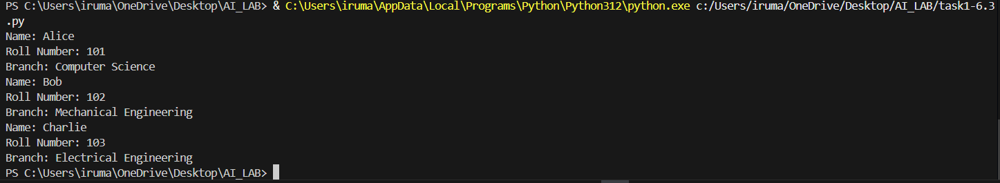 PS C:\Users\iruma\OneDrive\Desktop\AI_LAB> & C:\Users\iruma\AppData\Local\Programs\Python\Python312\python.exe c:/Users/iruma/OneDrive/Desktop/AI_LAB/task1-6.3
.py
Name: Alice
Roll Number: 101
Branch: Computer Science
Name: Bob
Roll Number: 102
Branch: Mechanical Engineering
Name: Charlie
Roll Number: 103
Branch: Electrical Engineering
PS C:\Users\iruma\OneDrive\Desktop\AI_LAB>